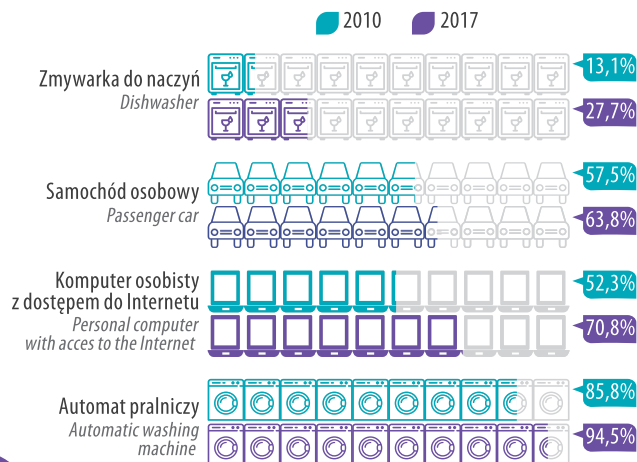 2010 2017
Zmywarka do naczyń
Dishwasher
13,1%
27,7%
Samochód osobowy
Passenger car
57,5%
63,8%
Komputer osobisty
z dostępem do Internetu
Personal computer
with acces to the Internet
52,3%
70,8%
Automat pralniczy
Automatic washing
machine
85,8%
94,5%